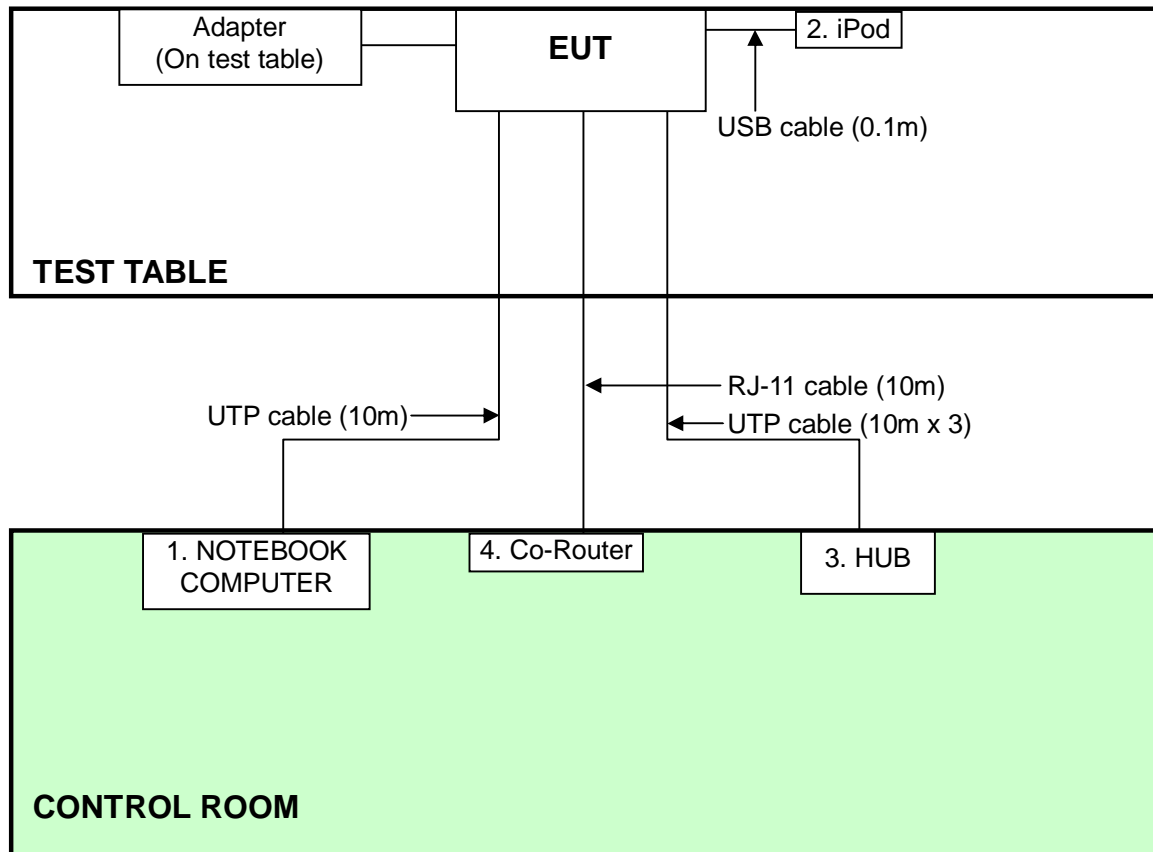 Adapter
(On test table)
EUT
2. iPod
USB cable (0.1m)
TEST TABLE
RJ-11 cable (10m)
UTP cable (10m)
UTP cable (10m x 3)
1. NOTEBOOK
COMPUTER
4. Co-Router
3. HUB
CONTROL ROOM